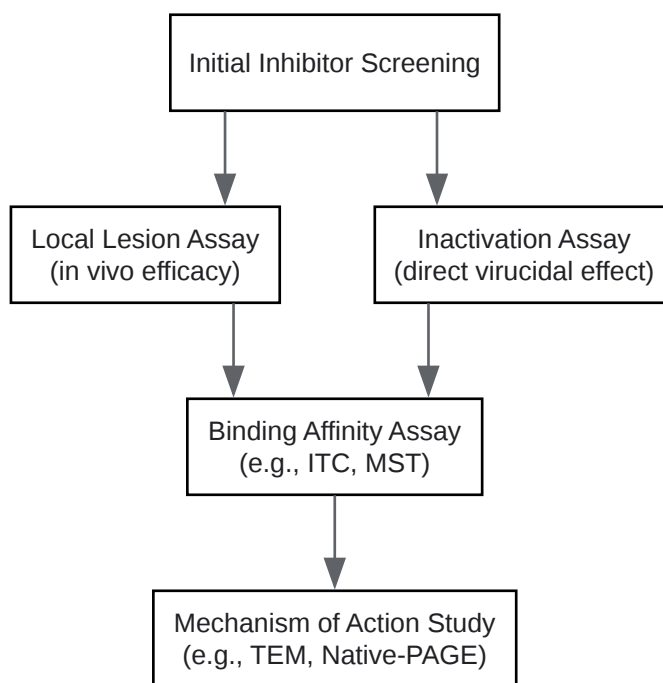 Initial Inhibitor Screening
Local Lesion Assay
(in vivo efficacy)
Inactivation Assay
(direct virucidal effect)
Binding Affinity Assay
(e.g., ITC, MST)
Mechanism of Action Study
(e.g., TEM, Native-PAGE)